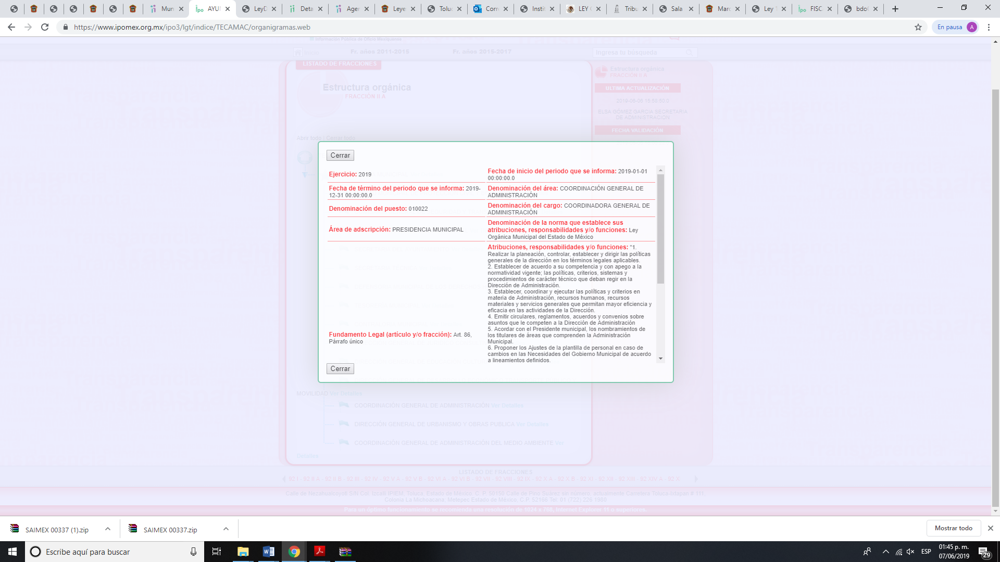 Mun
AYUI
LeyD
Deta
Ager
Leye
Toluc
Corre
Instit
LEY
Tribu
Sala
Marc
Ley
FISC
bdo
https://www.ipomex.org.mx/ipo3/lgt/indice/TECAMAC/organigramas.web
En pausa A
Información Pública de Oficio Mexiquense
Inicio Fr. años 2011-2015 Fr. años 2015-2017 Ingresa tu búsqueda
LISTADO DE FRACCIONES
Estructura orgánica
FRACCIÓN II A
Estructura orgánica
FRACCIÓN II A
ULTIMA ACTUALIZACIÓN
ELSA GÓMEZ GARCÍA SECRETARIA
DE ADMINISTRACION
FECHA VALIDACIÓN
Abrir todo | Cerrar todo
Cerrar
Ejercicio: 2019
Fecha de inicio del periodo que se informa: 2019-01-01
00:00:00.0
Fecha de término del periodo que se informa: 2019-
12-31 00:00:00.0
Denominación del área: COORDINACIÓN GENERAL DE
ADMINISTRACIÓN
Denominación del puesto: 010022
Denominación del cargo: COORDINADORA GENERAL DE
ADMINISTRACIÓN
Área de adscripción: PRESIDENCIA MUNICIPAL
Denominación de la norma que establece sus
atribuciones, responsabilidades y/o funciones: Ley
Orgánica Municipal del Estado de México
Fundamento Legal (artículo y/o fracción): Art. 86,
Párrafo único
Atribuciones, responsabilidades y/o funciones: "1.
Realizar la planeación, controlar, establecer y dirigir las políticas
generales de la dirección en los términos legales aplicables.
2. Establecer de acuerdo a su competencia y con apego a la
normatividad vigente; las políticas, criterios, sistemas y
procedimientos de carácter técnico que deban regir en la
Dirección de Administración.
3. Establecer, coordinar y ejecutar las políticas y criterios en
materia de Administración, recursos humanos, recursos
materiales y servicios generales que permitan mayor eficiencia y
eficacia en las actividades de la Dirección.
4. Emitir circulares, reglamentos, acuerdos y convenios sobre
asuntos que le competen a la Dirección de Administración
5. Acordar con el Presidente municipal, los nombramientos de
los titulares de áreas que comprenden la Administración
Municipal.
6. Proponer los Ajustes de la plantilla de personal en caso de
cambios en las Necesidades del Gobierno Municipal de acuerdo
a lineamientos definidos.
Cerrar
MOVILIDAD Ver Detalles
COORDINACIÓN GENERAL DE ADMINISTRACIÓN Ver Detalles
DIRECCIÓN GENERAL DE URBANISMO Y OBRAS PUBLICA Ver Detalles
COORDINACIÓN GENERAL DE ADMINISTRACIÓN DEL MEDIO AMBIENTE Ver
Detalles
LISTADO DE FRACCIONES
92 I - 92 II A - 92 II B - 92 III - 92 IV - 92 V A - 92 V B - 92 VI A - 92 VI B - 92 VII - 92 VIII - 92 IX - 92 X A - 92 X B - 92 XI - 92 XII - 92 XIII - 92 XIV A - 92 X
Calle de Nezahualcoyotl S/N Col. Izcalli IPIEM, Toluca, Estado de México, C. P. 50150 Calle de Pino Suárez sin número, actualmente Carretera Toluca-Ixtapan # 111
Colonia La Michoacana; Metepec Estado de México, C.P. 52166 Tel. 01 (722) 226 1980
Para un óptimo funcionamiento se recomienda una resolución de 1024 x 768, Internet Explorer 11 o superiores.
SAIMEX 00337 (1).zip
SAIMEX 00337.zip
Mostrar todo
Escribe aquí para buscar
ESP
01:45 p. m.
07/06/2019
29